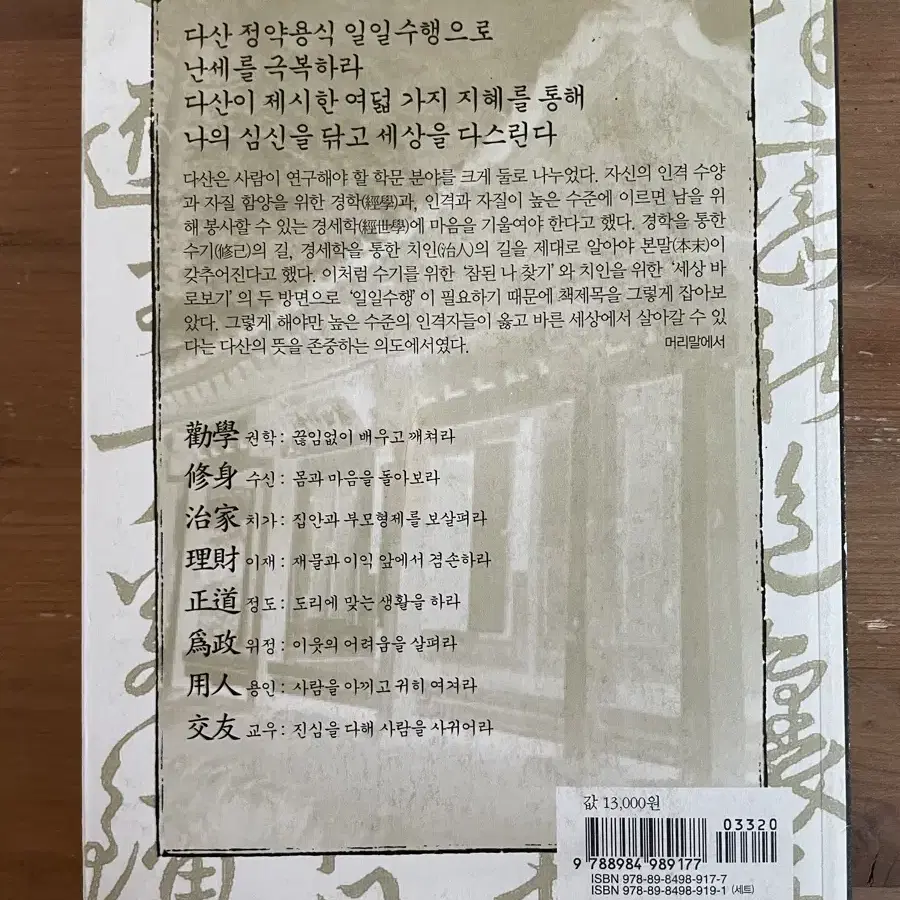 다산 정약용식 일일수행으로
난세를 극복하라
다산이 제시한 여덟 가지 지혜를 통해
나의 심신을 닦고 세상을 다스린다
다산은 사람이 연구해야 할 학문 분야를 크게 둘로 나누었다. 자신의 인격 수양
과 자질 함양을 위한 경학(經學)과, 인격과 자질이 높은 수준에 이르면 남을 위
해 봉사할 수 있는 경세학(經世學)에 마음을 기울여야 한다고 했다. 경학을 통한
수기(修己)의 길, 경세학을 통한 치인(治人)의 길을 제대로 알아야 본말(本末)이
갖추어진다고 했다. 이처럼 수기를 위한 ‘참된 나 찾기’와 치인을 위한 ‘세상 바
로보기’의 두 방면으로 ‘일일수행’이 필요하기 때문에 책제목을 그렇게 잡아보
았다. 그렇게 해야만 높은 수준의 인격자들이 옳고 바른 세상에서 살아갈 수 있
다는 다산의 뜻을 존중하는 의도에서였다. 머리말에서
勸學 권학 : 끊임없이 배우고 깨쳐라
修身 수신 : 몸과 마음을 돌아보라
治家 치가 : 집안과 부모형제를 보살펴라
理財 이재 : 재물과 이익 앞에서 겸손하라
正道 정도 : 도리에 맞는 생활을 하라
爲政 위정 : 이웃의 어려움을 살펴라
用人 용인 : 사람을 아끼고 귀히 여겨라
交友 교우 : 진심을 다해 사람을 사귀어라
값 13,000원
03320
9 788984 989177
ISBN 978-89-8498-917-7
ISBN 978-89-8498-919-1 (세트)